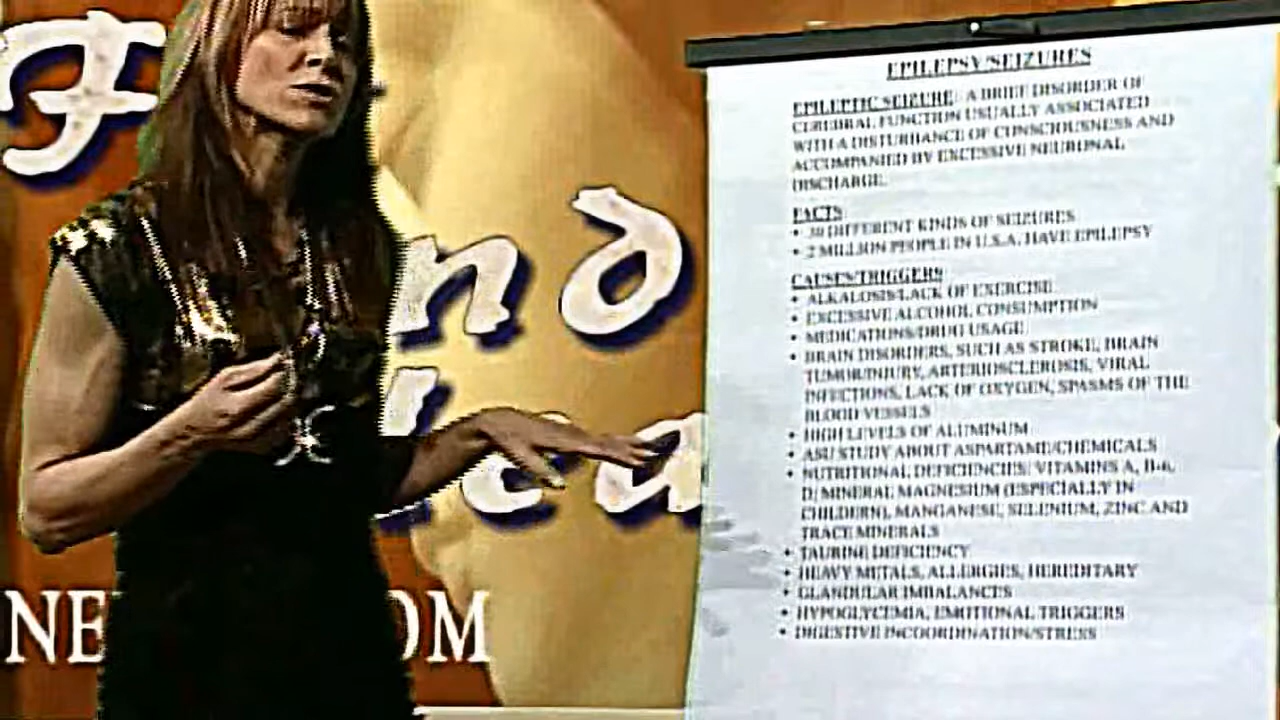 F
nd
NE
OM
EPILEPSY/SEIZURES
EPILEPTIC SEIZURE: A BRIEF DISORDER OF
CEREBRAL FUNCTION USUALLY ASSOCIATED
WITH A DISTURBANCE OF CONSCIOUSNESS AND
ACCOMPANIED BY EXCESSIVE NEURONAL
DISCHARGE.
FACTS:
• 30 DIFFERENT KINDS OF SEIZURES
• 2 MILLION PEOPLE IN U.S.A. HAVE EPILEPSY
CAUSES/TRIGGERS:
• ALKALOSIS/LACK OF EXERCISE
• EXCESSIVE ALCOHOL CONSUMPTION
• MEDICATIONS/DRUG USAGE
• BRAIN DISORDERS, SUCH AS STROKE, BRAIN
TUMOR/INJURY, ARTERIOSCLEROSIS, VIRAL
INFECTIONS, LACK OF OXYGEN, SPASMS OF THE
BLOOD VESSELS
• HIGH LEVELS OF ALUMINUM
• ASU STUDY ABOUT ASPARTAME/CHEMICALS
• NUTRITIONAL DEFICIENCIES: VITAMINS A, B-6,
D; MINERAL MAGNESIUM (ESPECIALLY IN
CHILDERN), MANGANESE, SELENIUM, ZINC AND
TRACE MINERALS
• TAURINE DEFICIENCY
• HEAVY METALS, ALLERGIES, HEREDITARY
• GLANDULAR IMBALANCES
• HYPOGLYCEMIA, EMOTIONAL TRIGGERS
• DIGESTIVE INCOORDINATION/STRESS